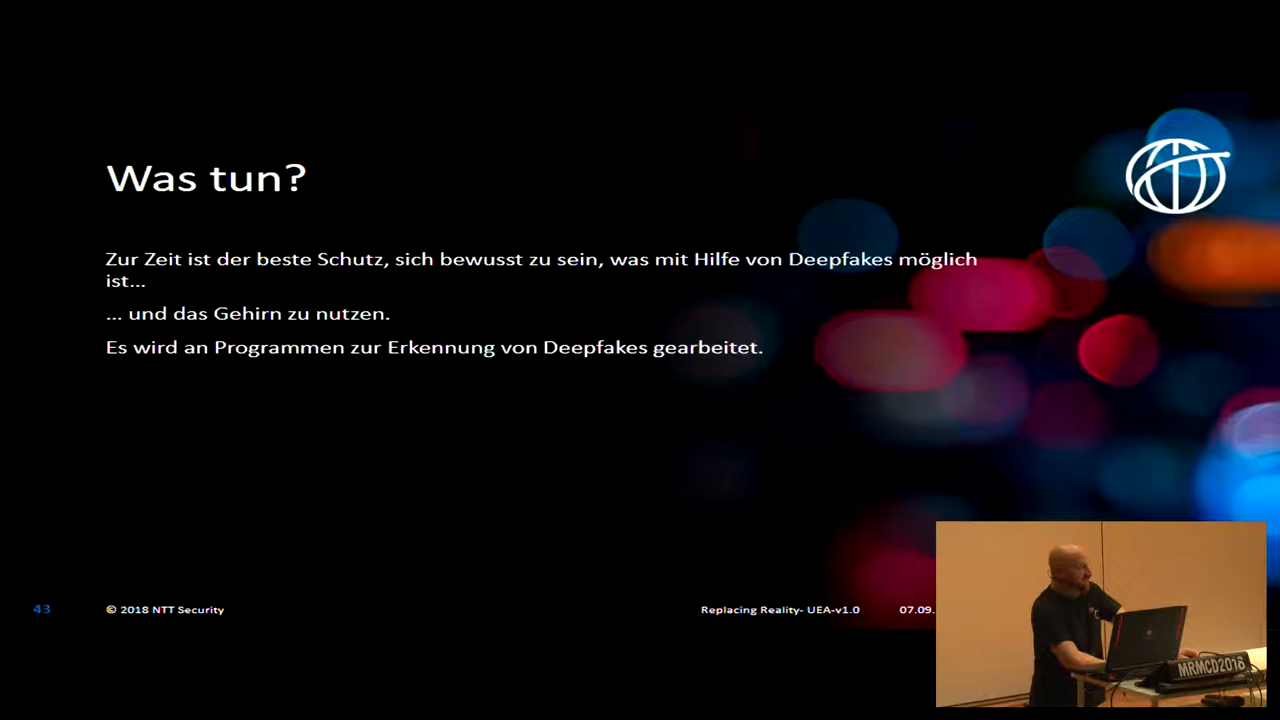 Was tun?
Zur Zeit ist der beste Schutz, sich bewusst zu sein, was mit Hilfe von Deepfakes möglich
ist...
... und das Gehirn zu nutzen.
Es wird an Programmen zur Erkennung von Deepfakes gearbeitet.
43
© 2018 NTT Security
Replacing Reality- UEA-v1.0
07.09.
MRMCD2018